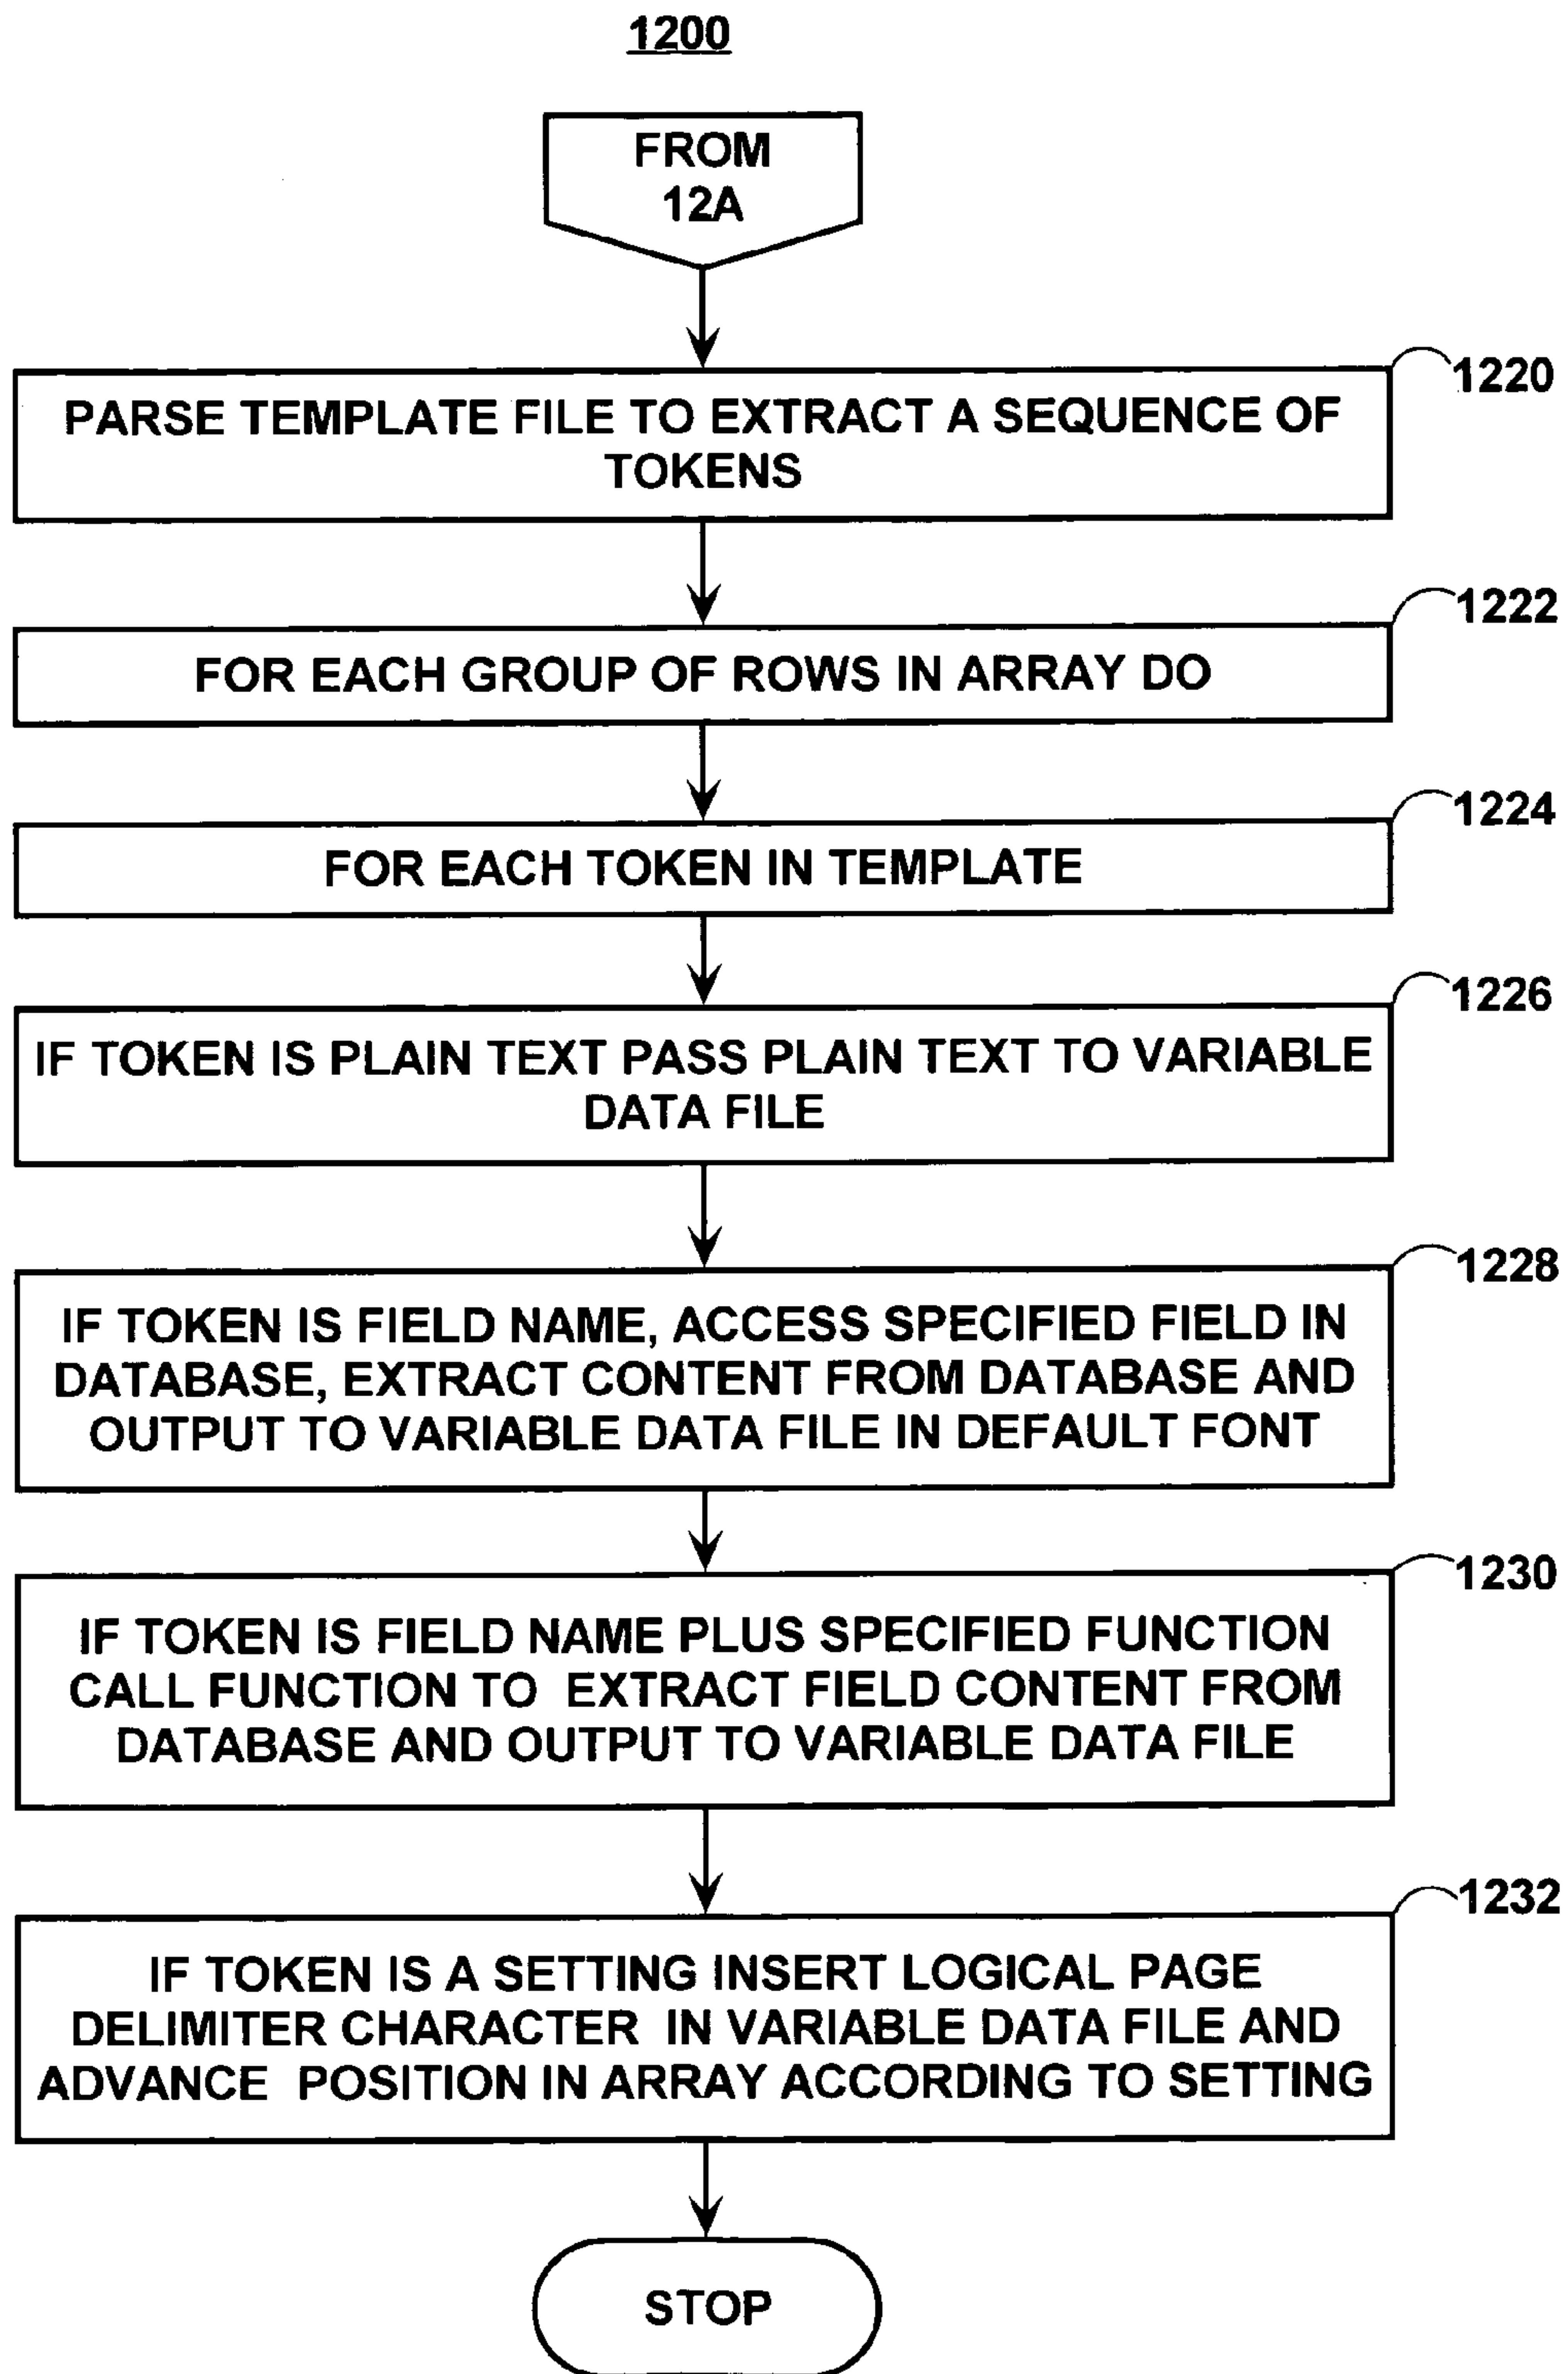 1200
FROM
12A
1220
PARSE TEMPLATE FILE TO EXTRACT A SEQUENCE OF
TOKENS
1222
FOR EACH GROUP OF ROWS IN ARRAY DO
1224
FOR EACH TOKEN IN TEMPLATE
1226
IF TOKEN IS PLAIN TEXT PASS PLAIN TEXT TO VARIABLE
DATA FILE
1228
IF TOKEN IS FIELD NAME, ACCESS SPECIFIED FIELD IN
DATABASE, EXTRACT CONTENT FROM DATABASE AND
OUTPUT TO VARIABLE DATA FILE IN DEFAULT FONT
1230
IF TOKEN IS FIELD NAME PLUS SPECIFIED FUNCTION
CALL FUNCTION TO EXTRACT FIELD CONTENT FROM
DATABASE AND OUTPUT TO VARIABLE DATA FILE
1232
IF TOKEN IS A SETTING INSERT LOGICAL PAGE
DELIMITER CHARACTER IN VARIABLE DATA FILE AND
ADVANCE POSITION IN ARRAY ACCORDING TO SETTING
STOP